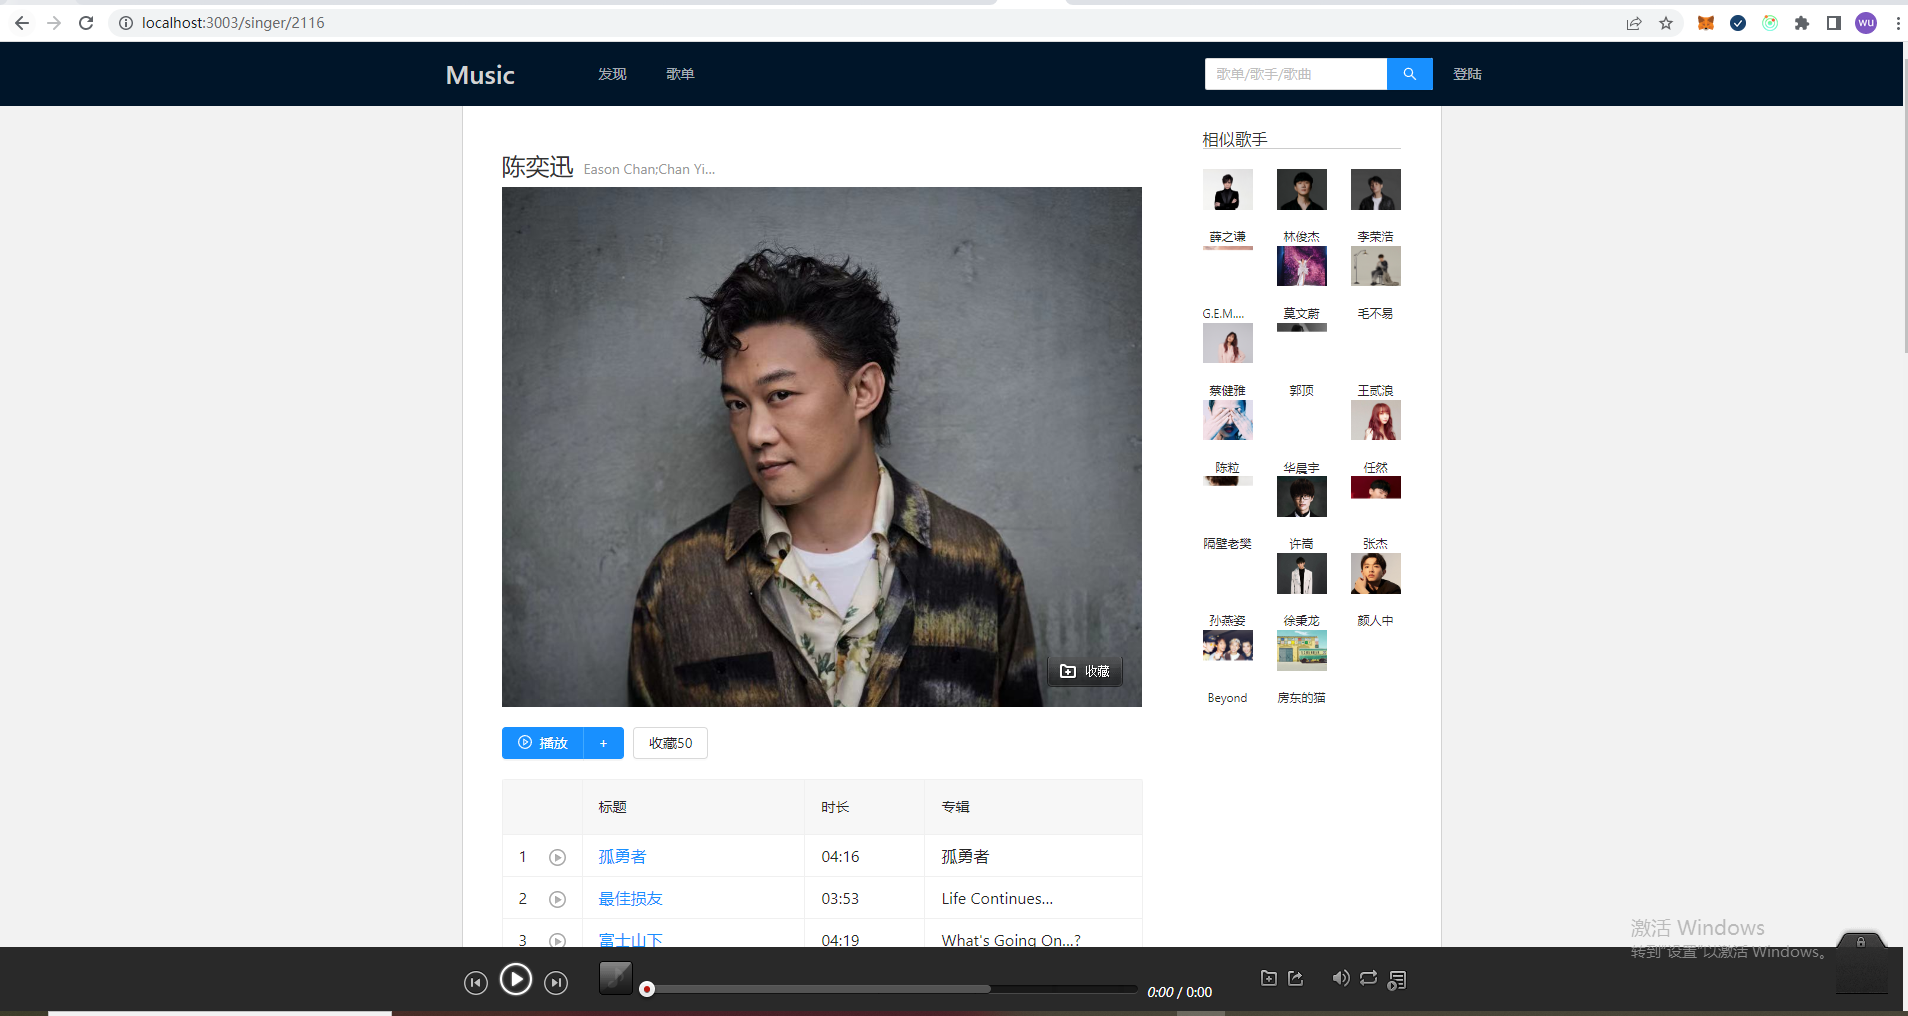 localhost:3003/singer/2116
wu
Music
发现
歌单
歌单/歌手/歌曲
登陆
陈奕迅 Eason Chan;Chan Yi...
收藏
播放 +
收藏50
标题 时长 专辑
1 孤勇者 04:16 孤勇者
2 最佳损友 03:53 Life Continues...
3 富士山下 04:19 What's Going On...?
相似歌手
薛之谦 林俊杰 李荣浩
G.E.M.... 莫文蔚 毛不易
蔡健雅 郭顶 王贰浪
陈粒 华晨宇 任然
隔壁老樊 许嵩 张杰
孙燕姿 徐秉龙 颜人中
Beyond 房东的猫
激活 Windows
转到"设置"以激活 Windows。
0:00 / 0:00